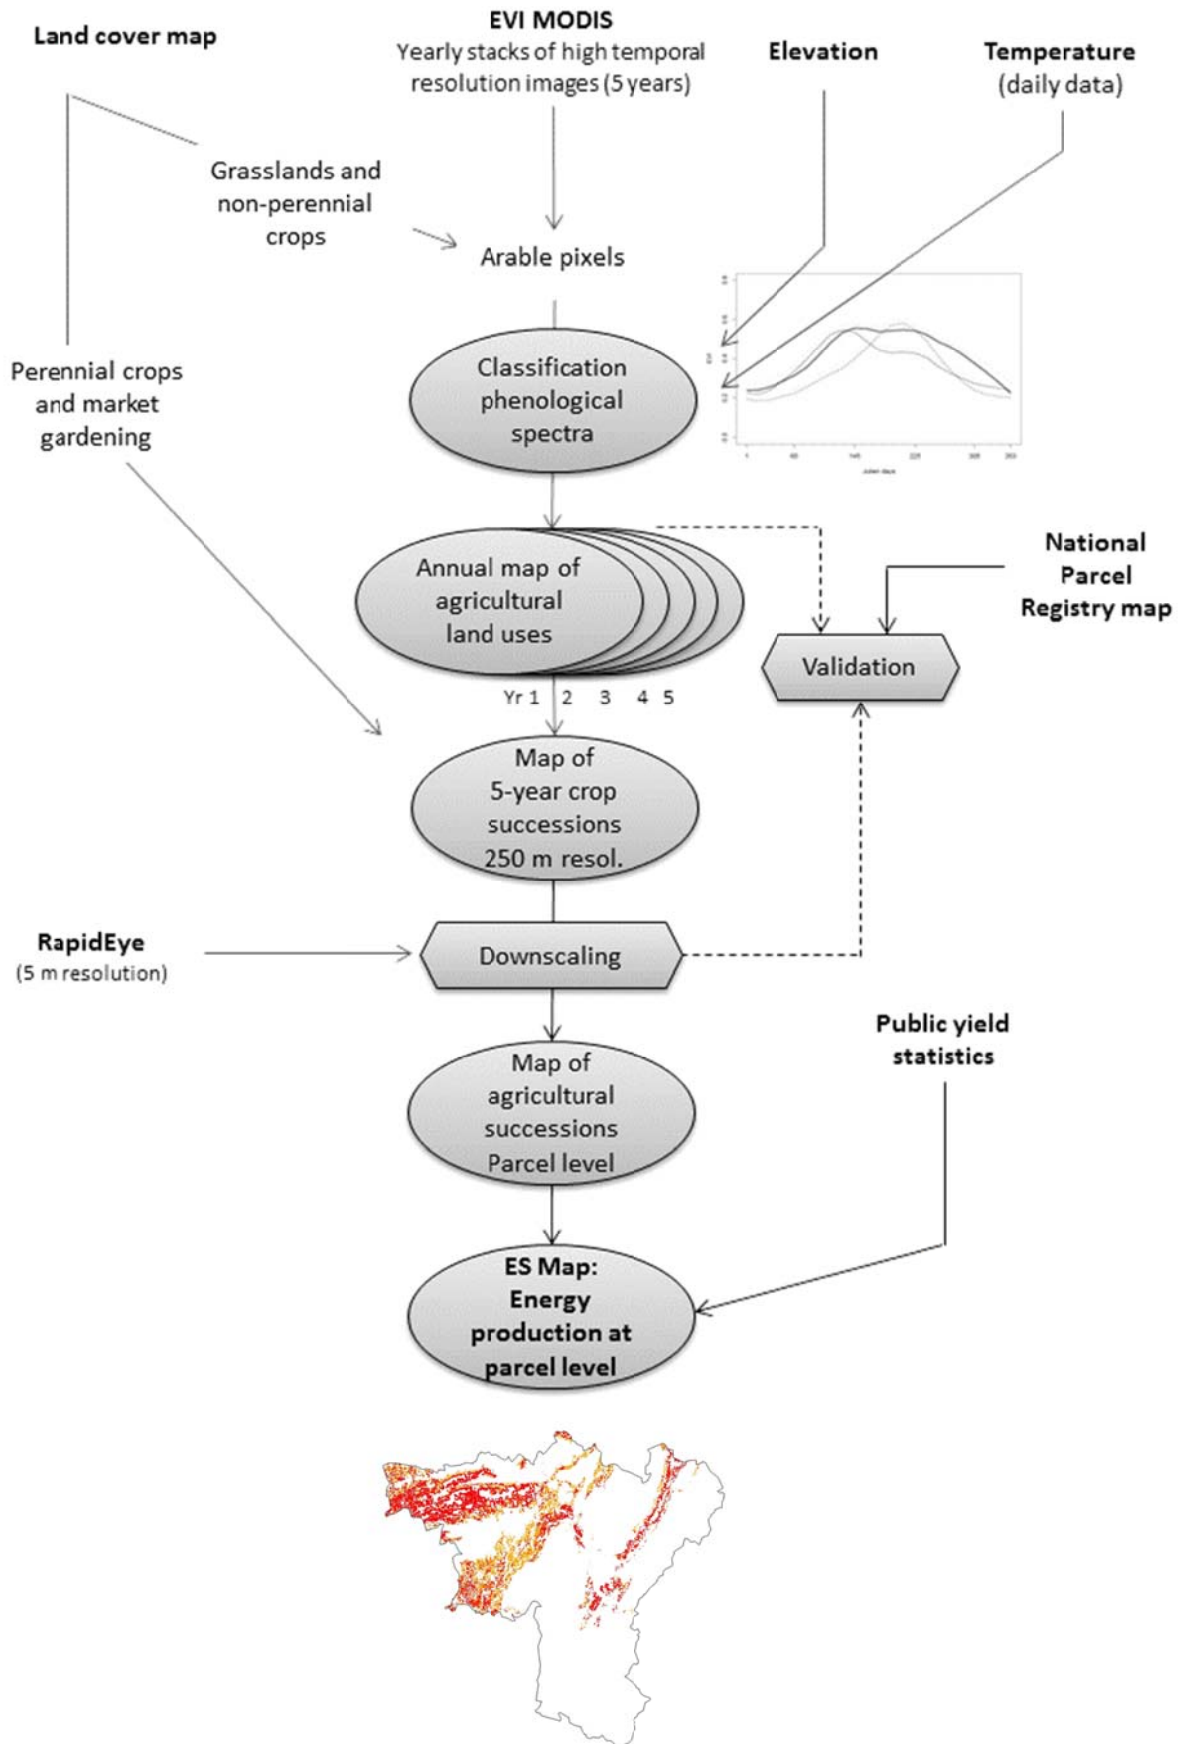 Land cover map
EVI MODIS
Yearly stacks of high temporal
resolution images (5 years)
Elevation
Temperature
(daily data)
Grasslands and
non-perennial
crops
Arable pixels
Perennial crops
and market
gardening
Classification
phenological
spectra
Annual map of
agricultural
land uses
Yr 1 2 3 4 5
National
Parcel
Registry map
Validation
Map of
5-year crop
successions
250 m resol.
RapidEye
(5 m resolution)
Downscaling
Map of
agricultural
successions
Parcel level
Public yield
statistics
ES Map:
Energy
production at
parcel level